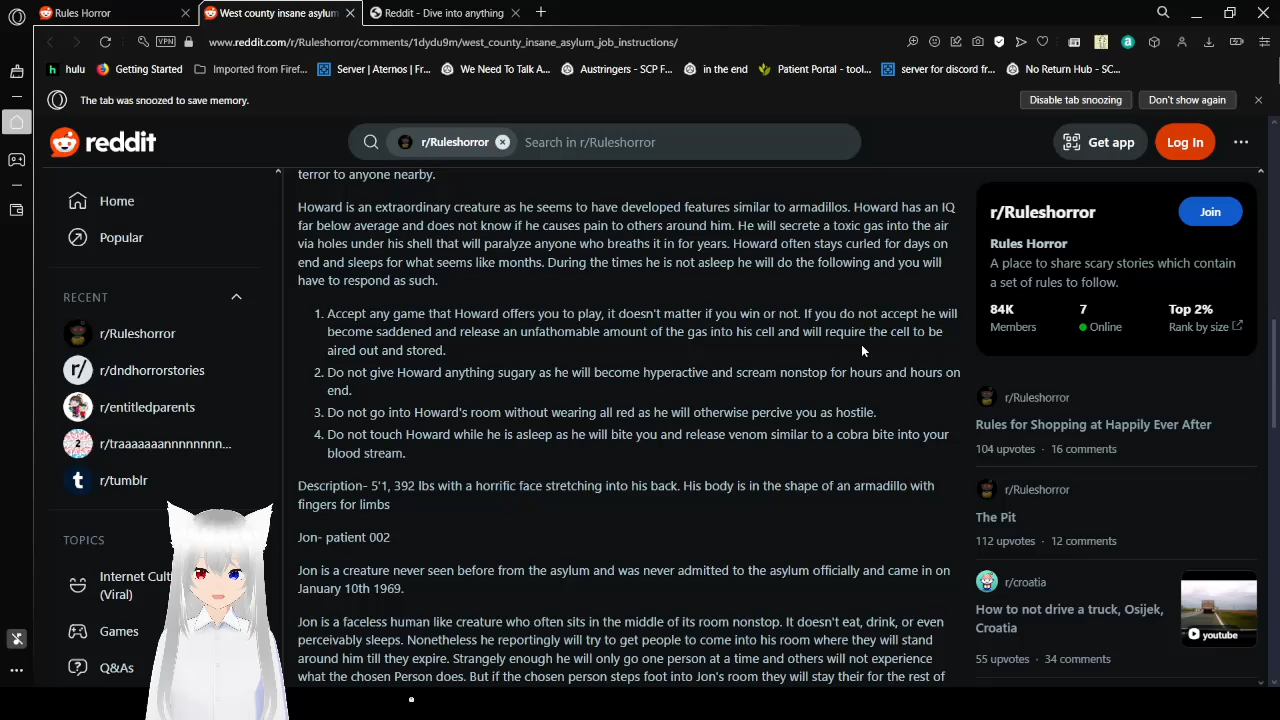 Rules Horror
West county insane asylum
Reddit - Dive into anything
VPN
www.reddit.com/r/Ruleshorror/comments/1dydu9m/west_county_insane_asylum_job_instructions/
hulu
Getting Started
Imported from Firef...
Server | Aternos | Fr...
We Need To Talk A...
Austringers - SCP F...
in the end
Patient Portal - tool...
server for discord fr...
No Return Hub - SC...
The tab was snoozed to save memory.
Disable tab snoozing
Don't show again
reddit
r/Ruleshorror
Search in r/Ruleshorror
Get app
Log In
Home
Popular
RECENT
r/Ruleshorror
r/dndhorrorstories
r/entitledparents
r/traaaaaaannnnnnnn...
r/tumblr
TOPICS
Internet Cult
(Viral)
Games
Q&As
terror to anyone nearby.
Howard is an extraordinary creature as he seems to have developed features similar to armadillos. Howard has an IQ
far below average and does not know if he causes pain to others around him. He will secrete a toxic gas into the air
via holes under his shell that will paralyze anyone who breaths it in for years. Howard often stays curled for days on
end and sleeps for what seems like months. During the times he is not asleep he will do the following and you will
have to respond as such.
1. Accept any game that Howard offers you to play, it doesn't matter if you win or not. If you do not accept he will
become saddened and release an unfathomable amount of the gas into his cell and will require the cell to be
aired out and stored.
2. Do not give Howard anything sugary as he will become hyperactive and scream nonstop for hours and hours on
end.
3. Do not go into Howard's room without wearing all red as he will otherwise percive you as hostile.
4. Do not touch Howard while he is asleep as he will bite you and release venom similar to a cobra bite into your
blood stream.
Description- 5'1, 392 lbs with a horrific face stretching into his back. His body is in the shape of an armadillo with
fingers for limbs
Jon- patient 002
Jon is a creature never seen before from the asylum and was never admitted to the asylum officially and came in on
January 10th 1969.
Jon is a faceless human like creature who often sits in the middle of its room nonstop. It doesn't eat, drink, or even
perceivably sleeps. Nonetheless he reportingly will try to get people to come into his room where they will stand
around him till they expire. Strangely enough he will only go one person at a time and others will not experience
what the chosen Person does. But if the chosen person steps foot into Jon's room they will stay their for the rest of
r/Ruleshorror
Join
Rules Horror
A place to share scary stories which contain
a set of rules to follow.
84K
7
Top 2%
Members
Online
Rank by size
r/Ruleshorror
Rules for Shopping at Happily Ever After
104 upvotes · 16 comments
r/Ruleshorror
The Pit
112 upvotes · 12 comments
r/croatia
How to not drive a truck, Osijek,
Croatia
youtube
55 upvotes · 34 comments